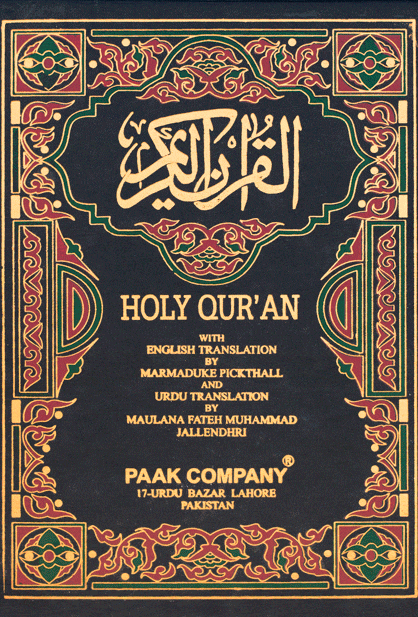 القرآن الكريم
HOLY QUR'AN
WITH
ENGLISH TRANSLATION
BY
MARMADUKE PICKTHALL
AND
URDU TRANSLATION
BY
MAULANA FATEH MUHAMMAD
JALLENDHRI
PAAK COMPANY®
17-URDU BAZAR LAHORE
PAKISTAN